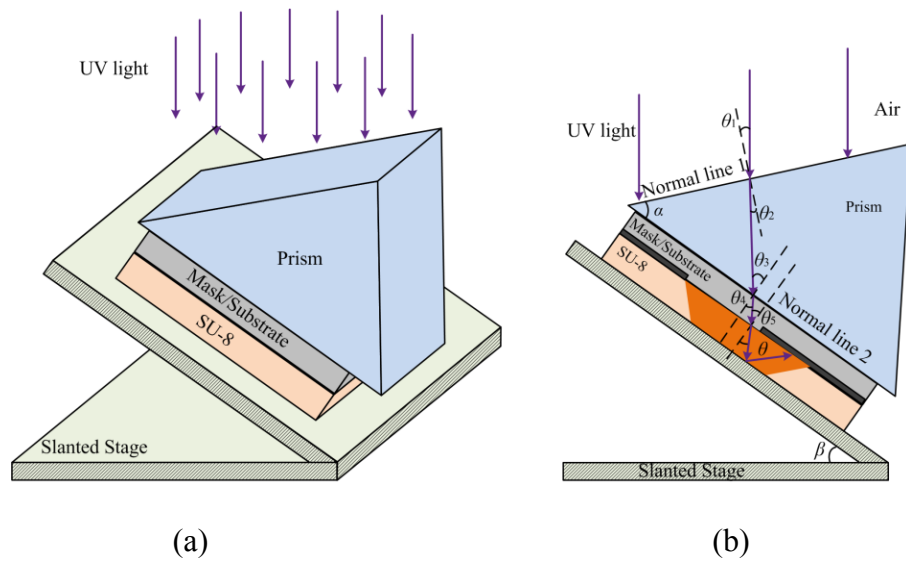 UV light
Prism
Mask/Substrate
SU-8
Slanted Stage
(a)
θ1
Air
UV light
Normal line 1
α
θ2
Prism
Mask/Substrate
SU-8
θ3
θ4
θ5
Normal line 2
θ
β
Slanted Stage
(b)